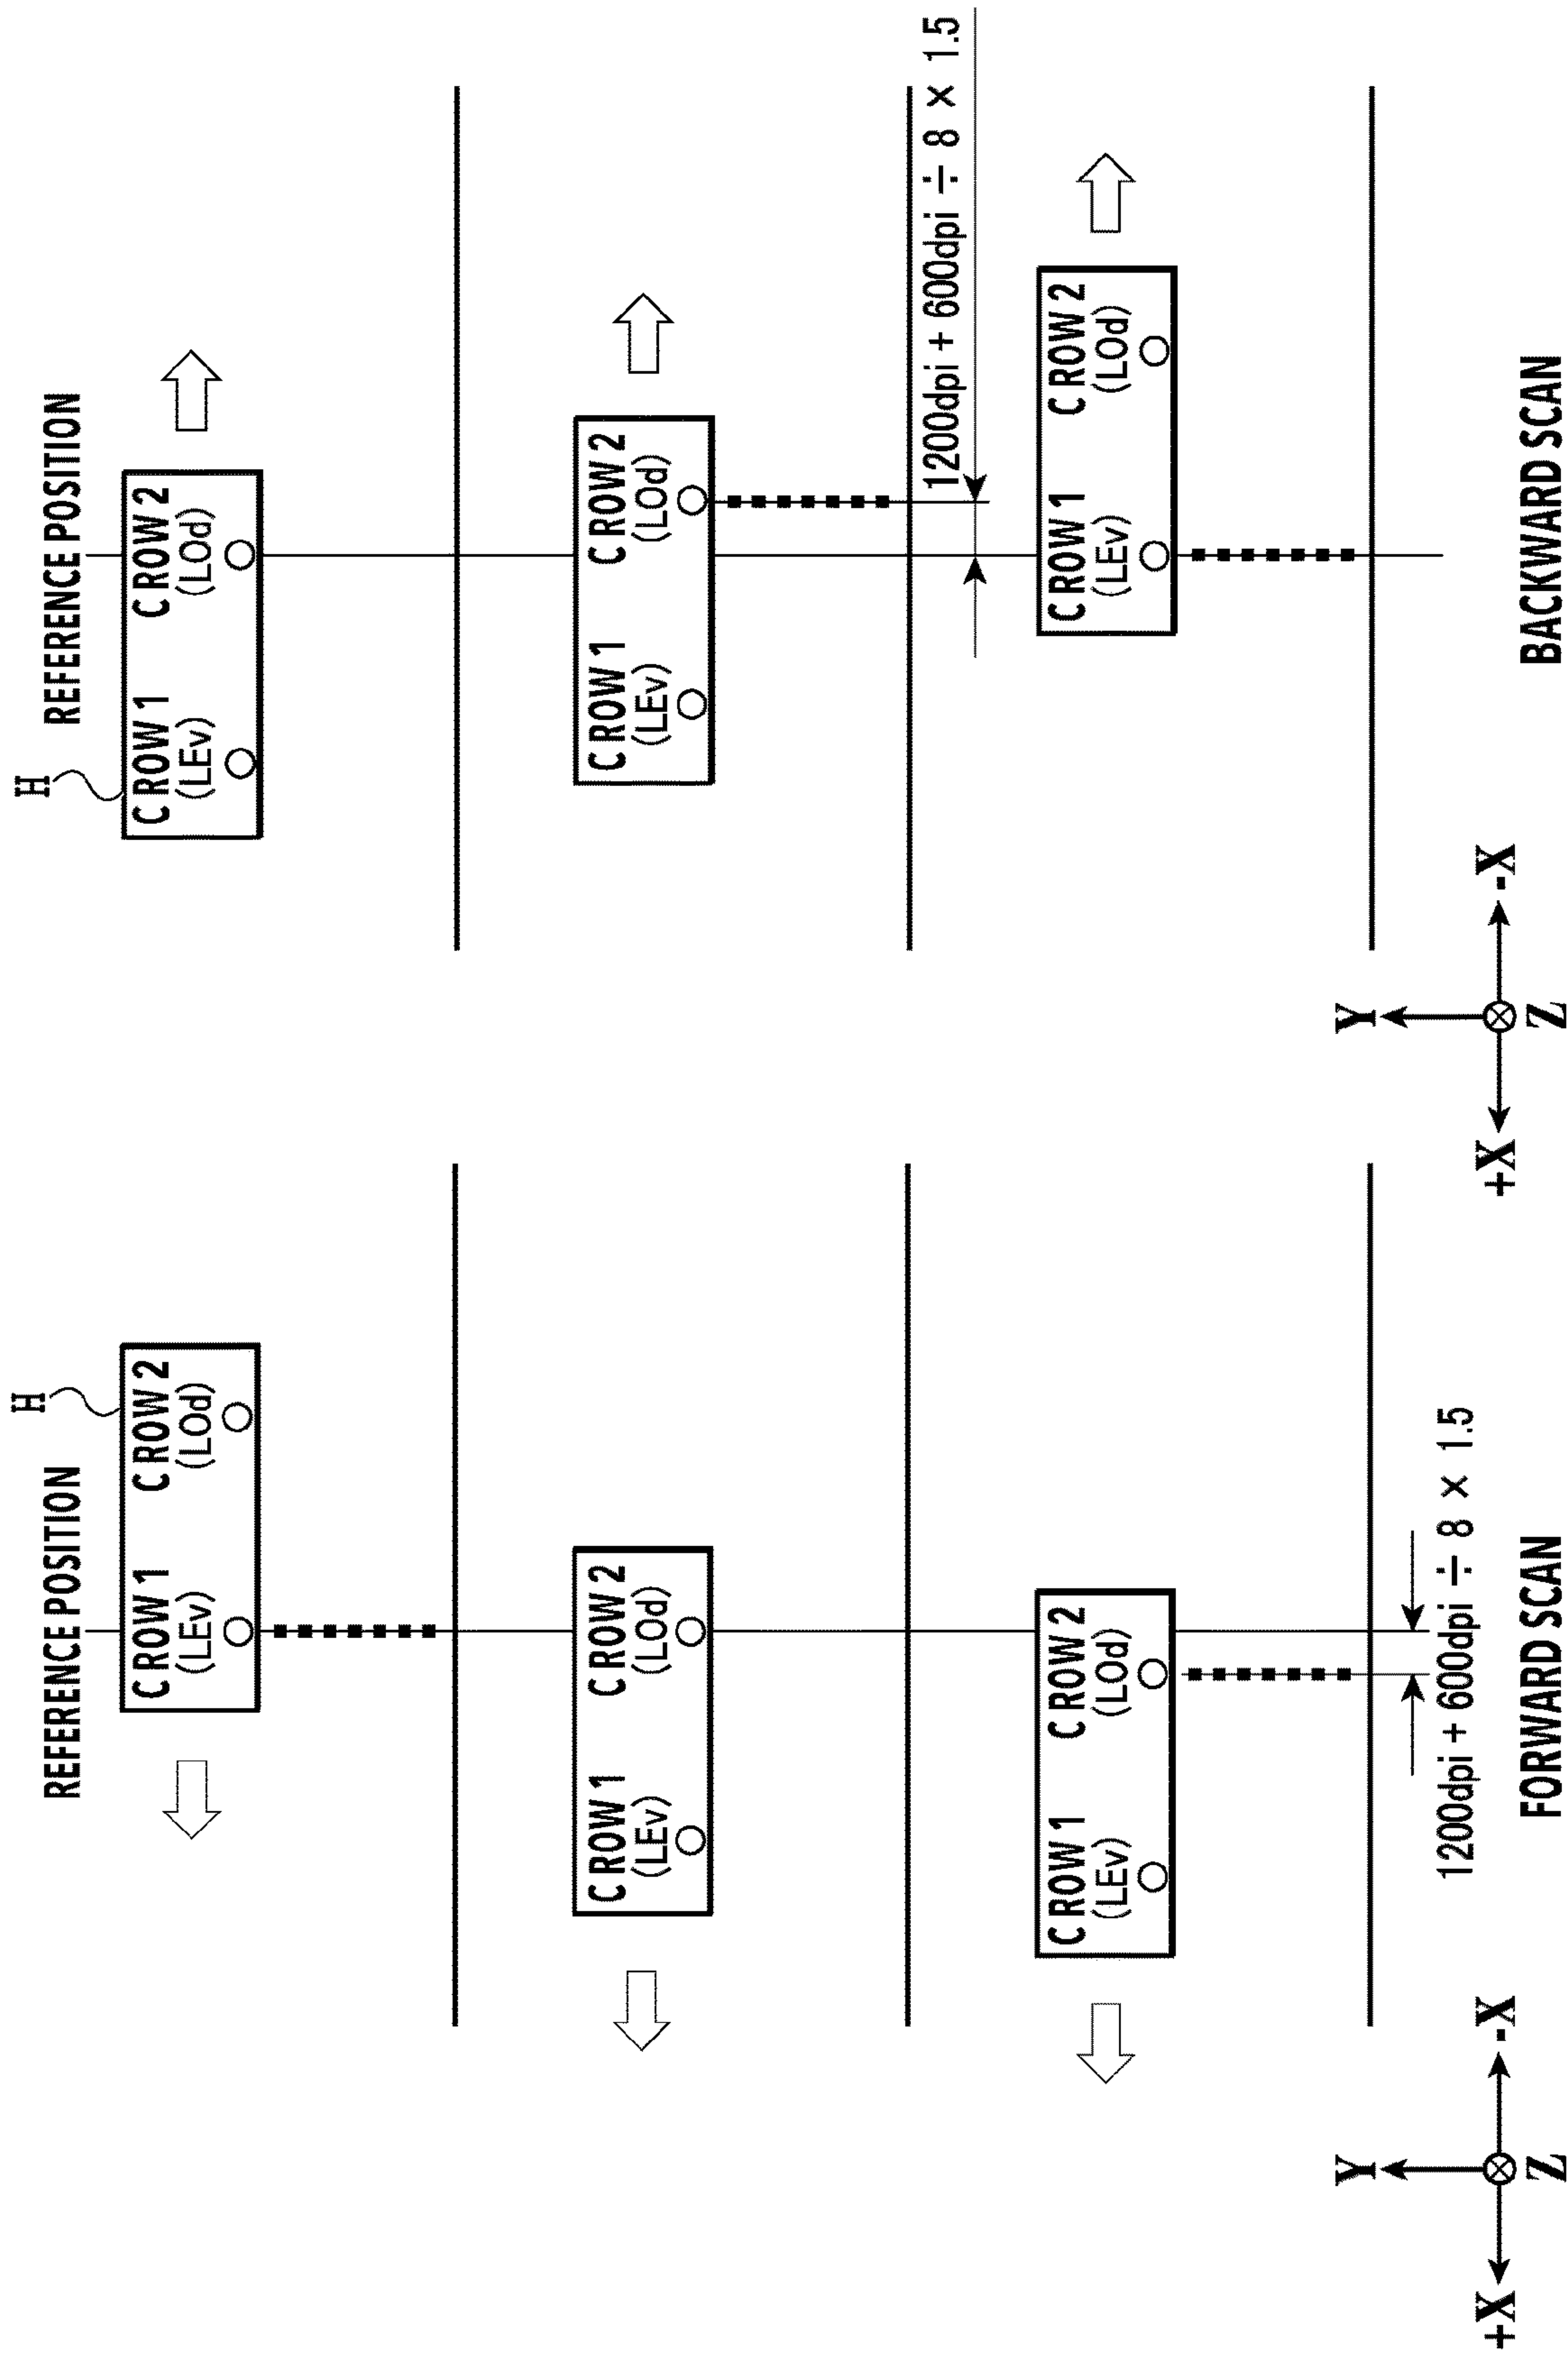 REFERENCE POSITION
H
C ROW 1
(LEv)
C ROW 2
(LOd)
C ROW 1
(LEv)
C ROW 2
(LOd)
C ROW 1
(LEv)
C ROW 2
(LOd)
1200dpi + 600dpi ÷ 8 × 1.5
Y
+X
-X
Z
FORWARD SCAN
REFERENCE POSITION
H
C ROW 1
(LEv)
C ROW 2
(LOd)
C ROW 1
(LEv)
C ROW 2
(LOd)
1200dpi + 600dpi ÷ 8 × 1.5
C ROW 1
(LEv)
C ROW 2
(LOd)
Y
+X
-X
Z
BACKWARD SCAN